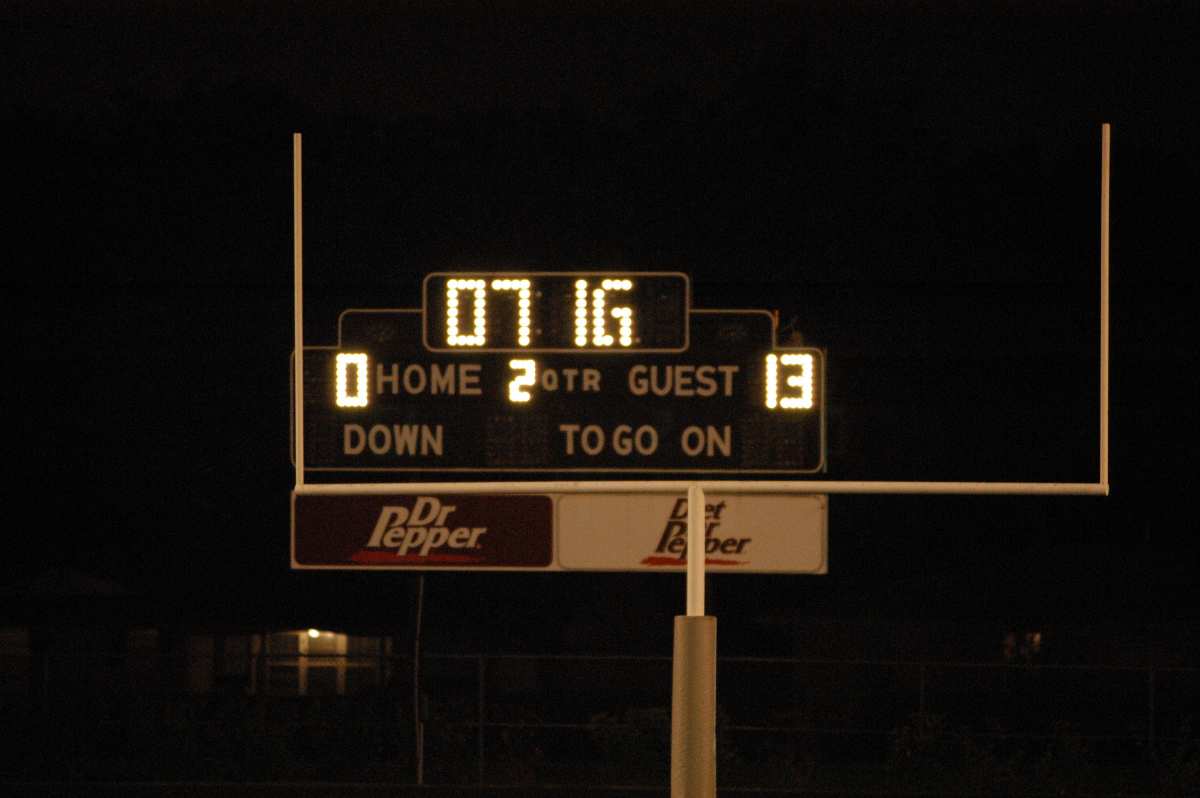 07 16
0 HOME 2 QTR GUEST 13
DOWN TO GO ON
Dr Pepper
Diet Dr Pepper